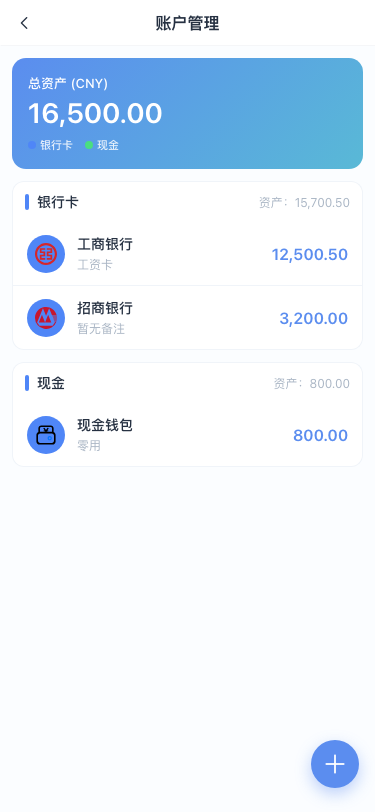 账户管理
总资产 (CNY)
16,500.00
银行卡 现金
银行卡 资产: 15,700.50
工商银行
工资卡
12,500.50
招商银行
暂无备注
3,200.00
现金 资产: 800.00
现金钱包
零用
800.00